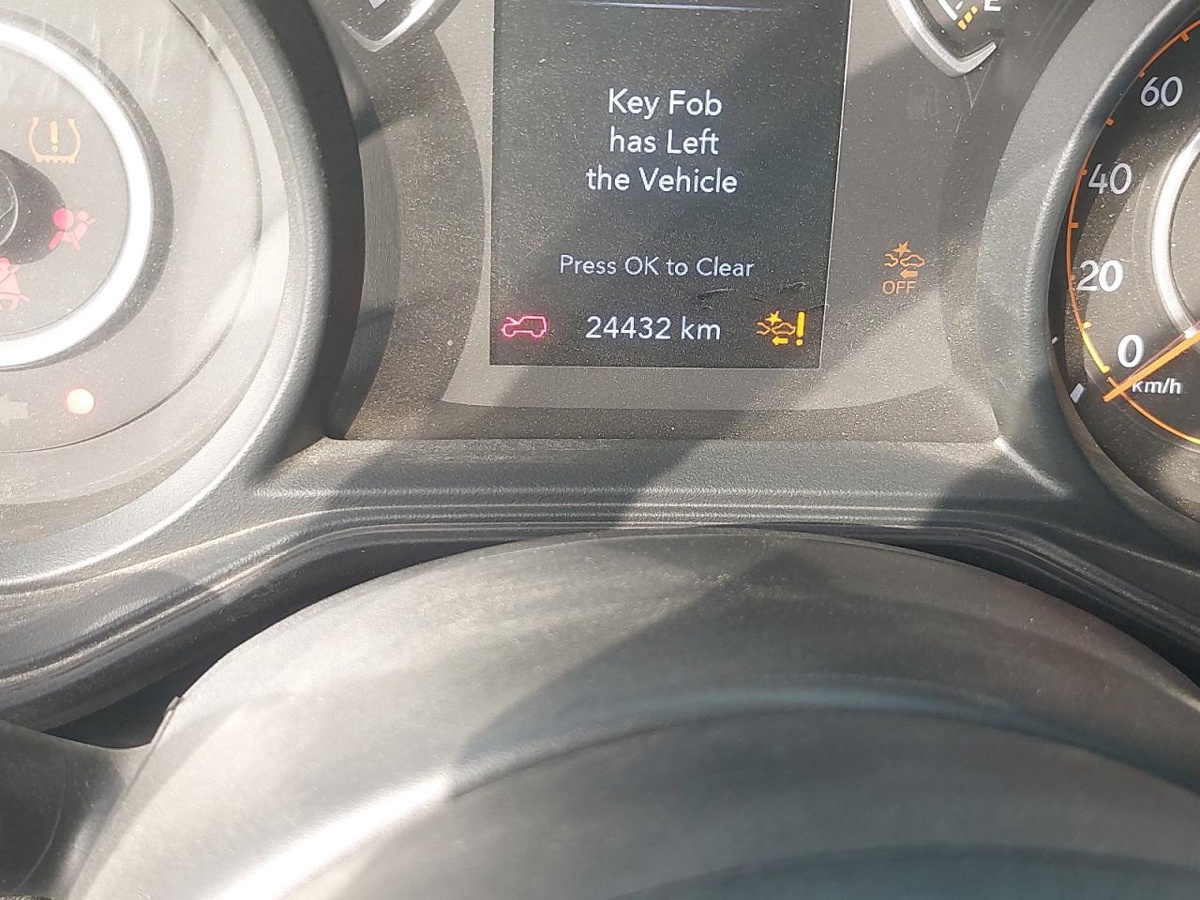 E
Key Fob
has Left
the Vehicle
Press OK to Clear
24432 km
OFF
60
40
20
0
km/h